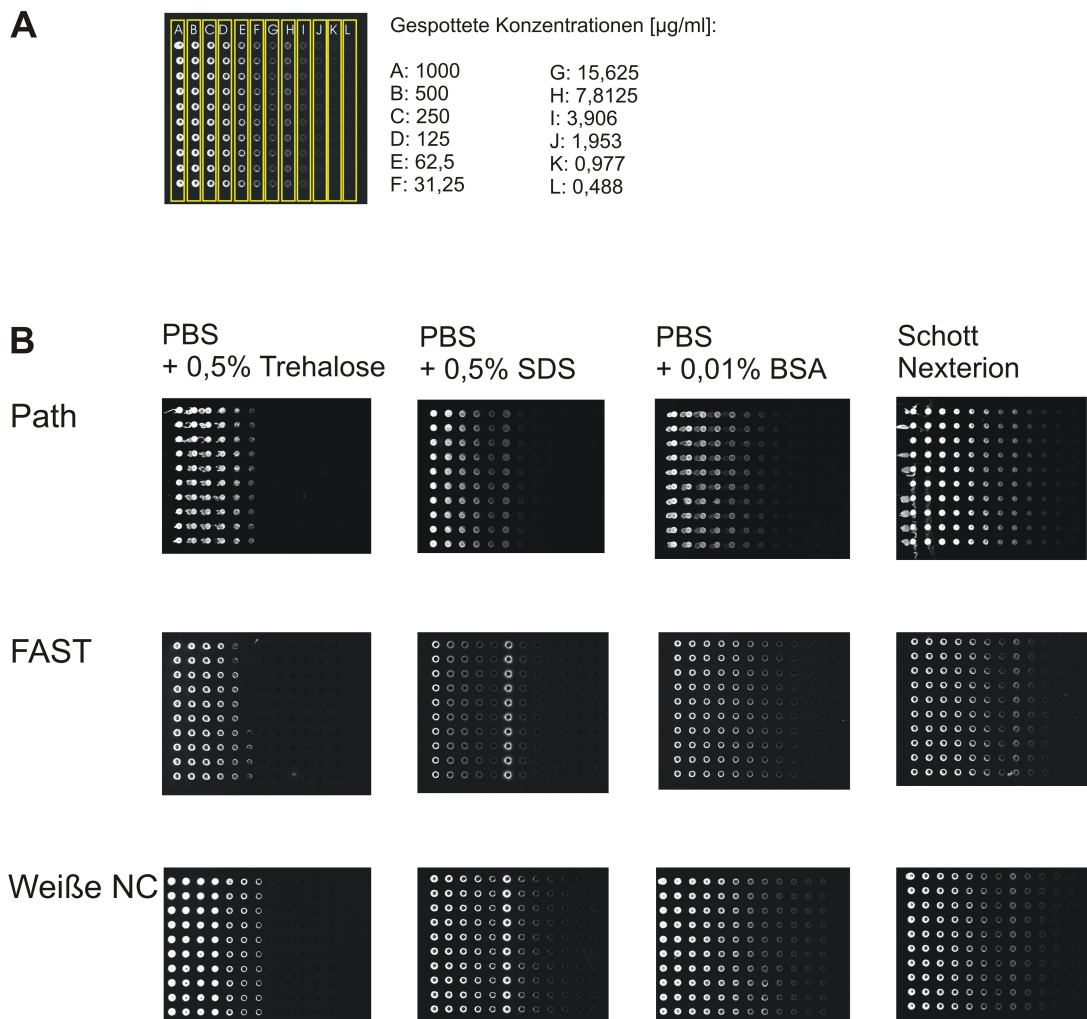 A
A B C D E F G H I J K L
Gespottete Konzentrationen [µg/ml]:
A: 1000
B: 500
C: 250
D: 125
E: 62,5
F: 31,25
G: 15,625
H: 7,8125
I: 3,906
J: 1,953
K: 0,977
L: 0,488
B
PBS
+ 0,5% Trehalose
PBS
+ 0,5% SDS
PBS
+ 0,01% BSA
Schott
Nexterion
Path
FAST
Weiße NC